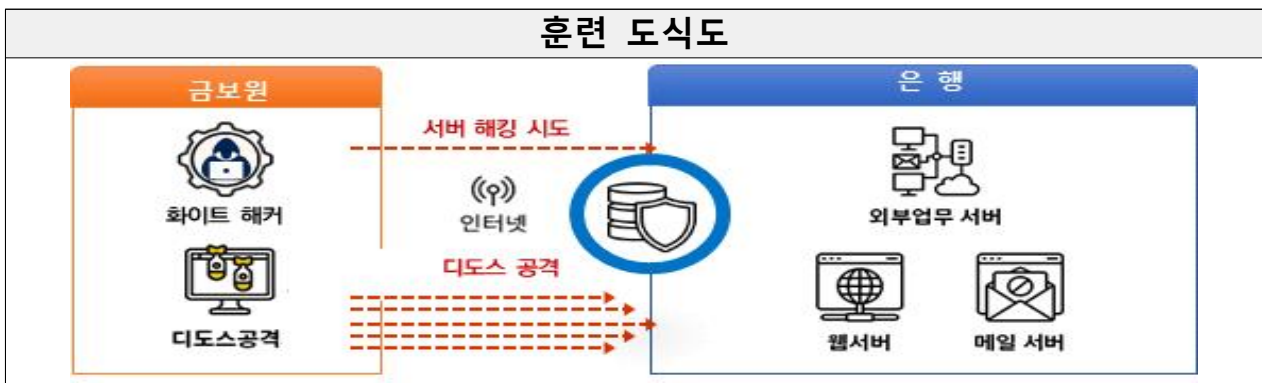 훈련 도식도
금보원
은 행
서버 해킹 시도
화이트 해커
인터넷
외부업무 서버
디도스 공격
디도스공격
웹서버
메일 서버